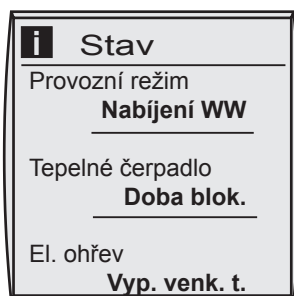 i Stav
Provozní režim
Nabíjení WW
Tepelné čerpadlo
Doba blok.
El. ohřev
Vyp. venk. t.